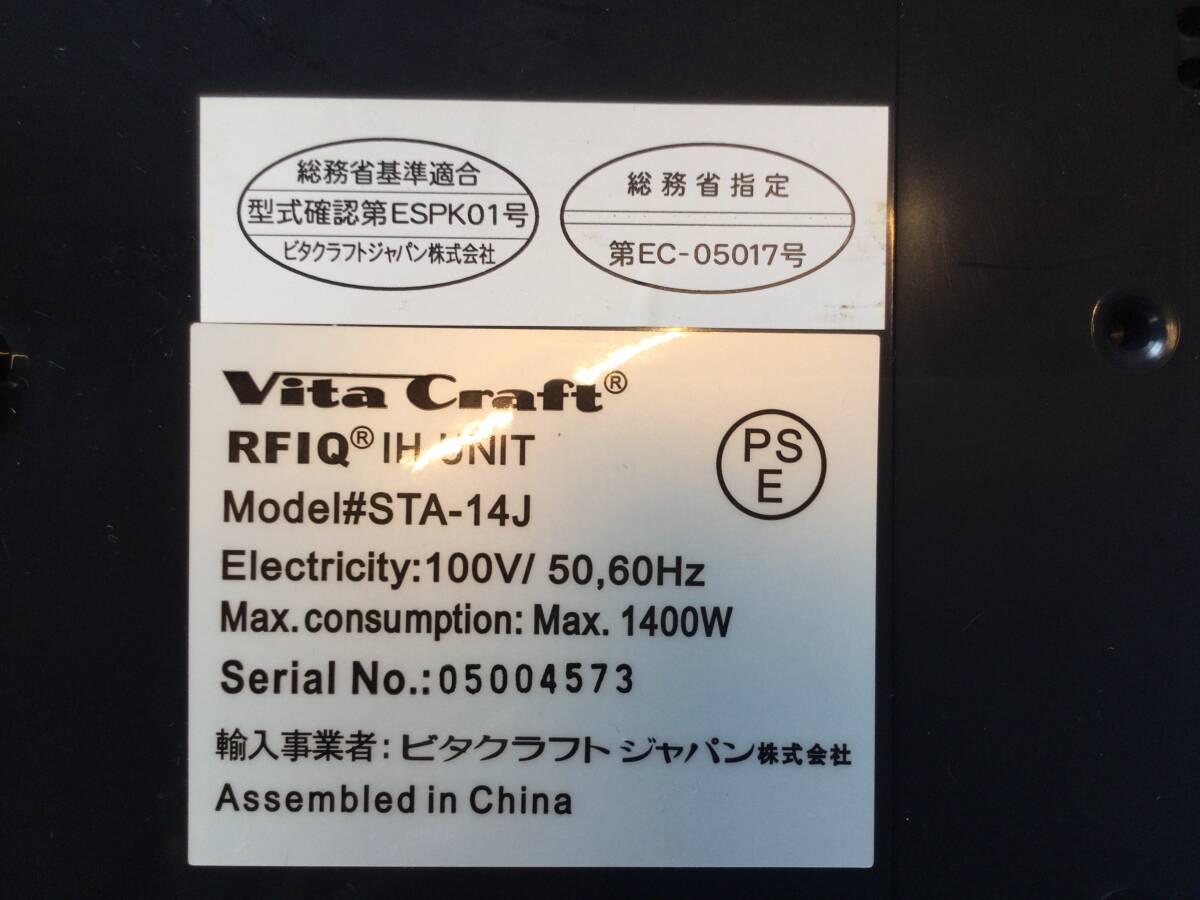 総務省基準適合
型式確認第ESPK01号
ビタクラフトジャパン株式会社
総務省指定
第EC-05017号
Vita Craft®
RFIQ® IH UNIT
PS
E
Model#STA-14J
Electricity:100V/ 50,60Hz
Max. consumption: Max. 1400W
Serial No.:05004573
輸入事業者:ビタクラフト ジャパン株式会社
Assembled in China